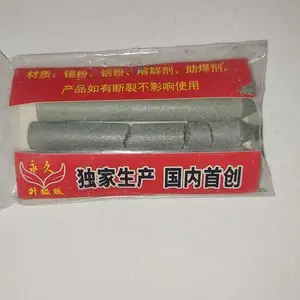 材质：锡粉、铝粉、溶解剂、助焊剂。
产品如有断裂不影响使用
永久
升级版
独家生产 国内首创